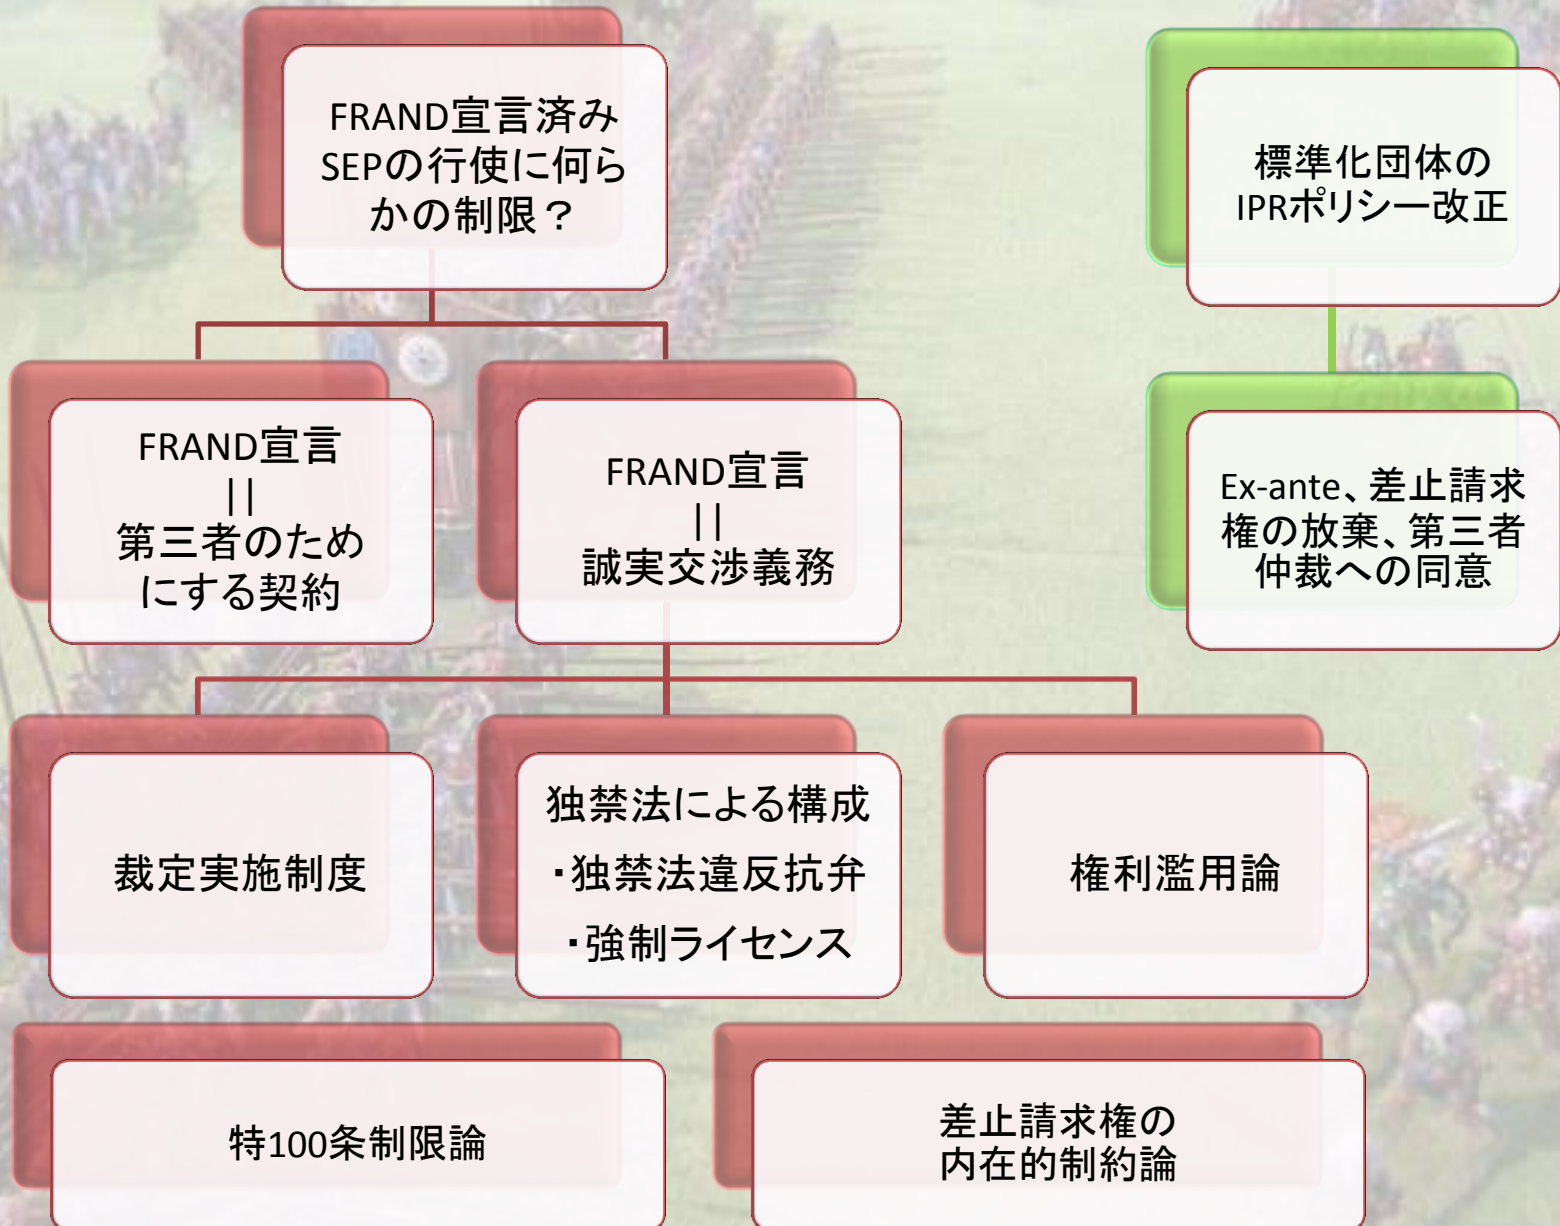 FRAND宣言済み
SEPの行使に何ら
かの制限？
標準化団体の
IPRポリシー改正
FRAND宣言
||
第三者のため
にする契約
FRAND宣言
||
誠実交渉義務
Ex-ante、差止請求
権の放棄、第三者
仲裁への同意
裁定実施制度
独禁法による構成
・独禁法違反抗弁
・強制ライセンス
権利濫用論
特100条制限論
差止請求権の
内在的制約論